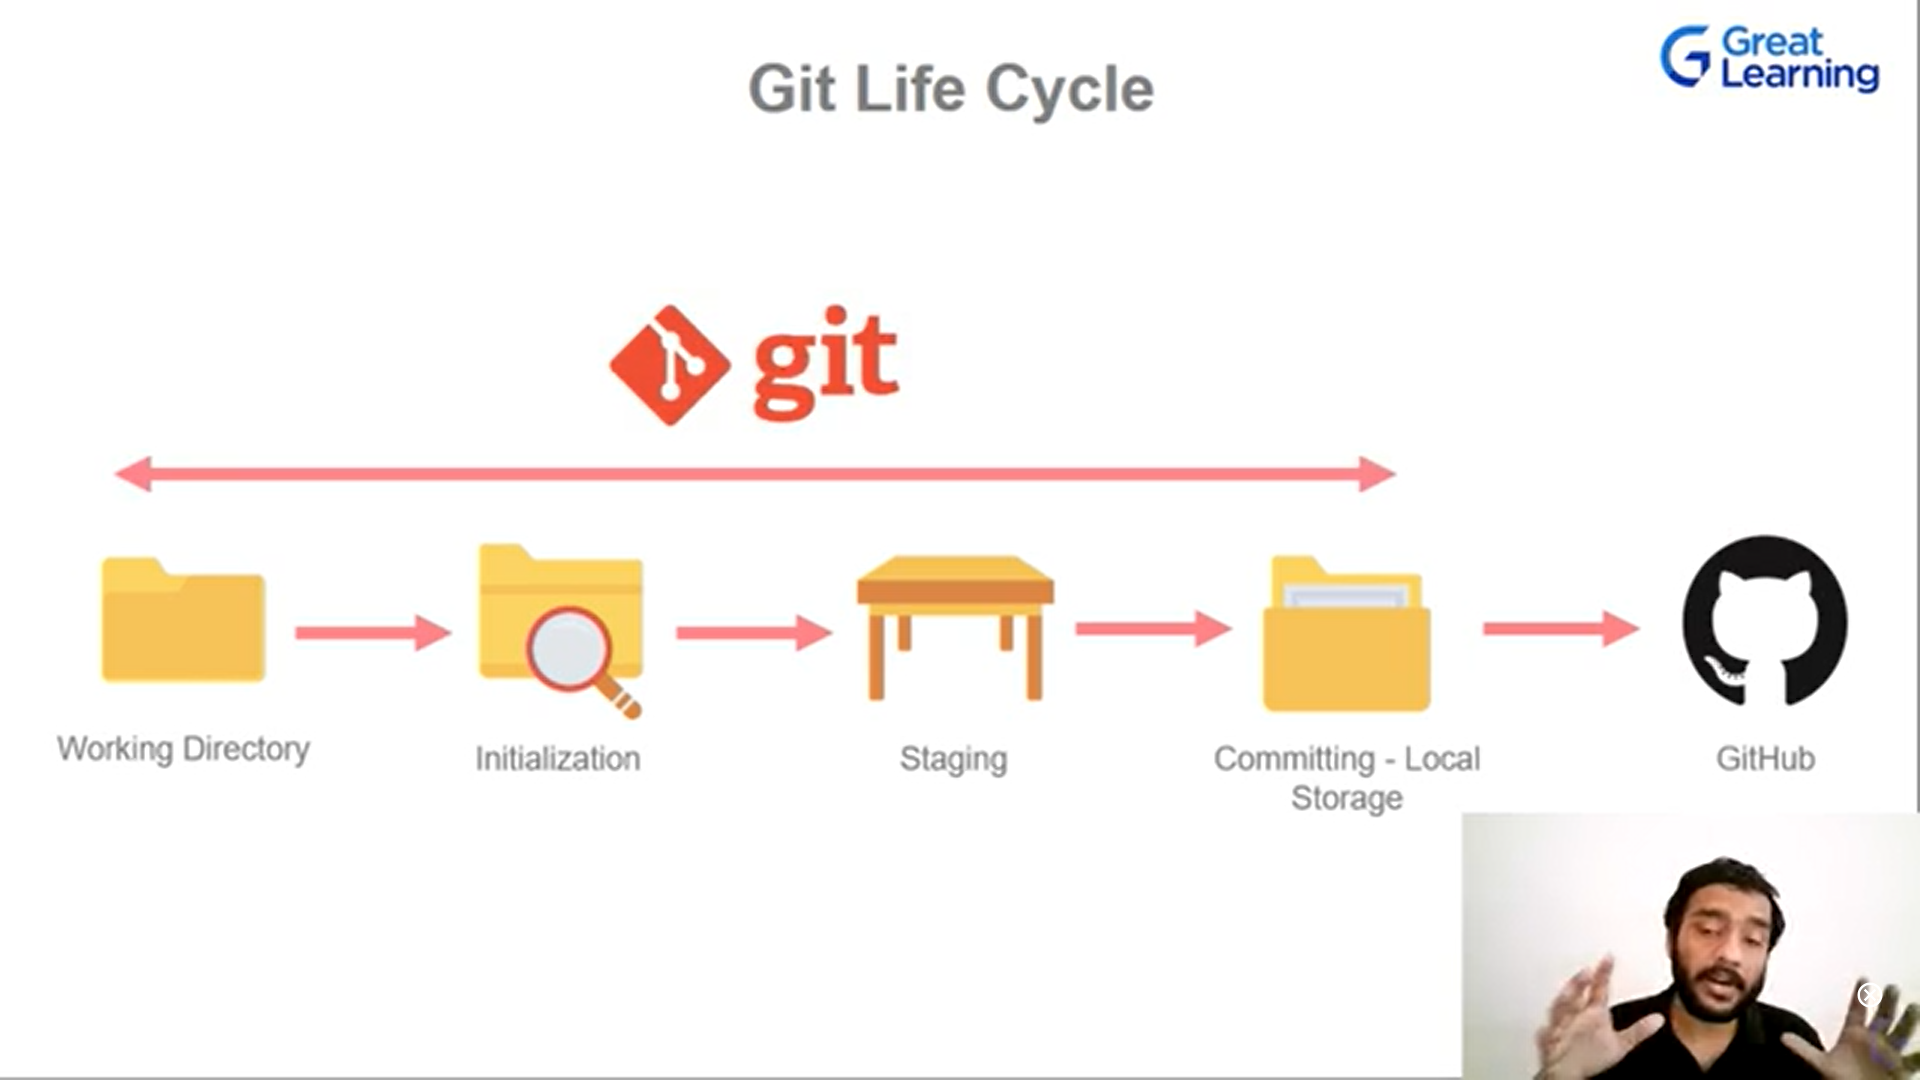 Great
Learning
Git Life Cycle
git
Working Directory
Initialization
Staging
Committing - Local
Storage
GitHub